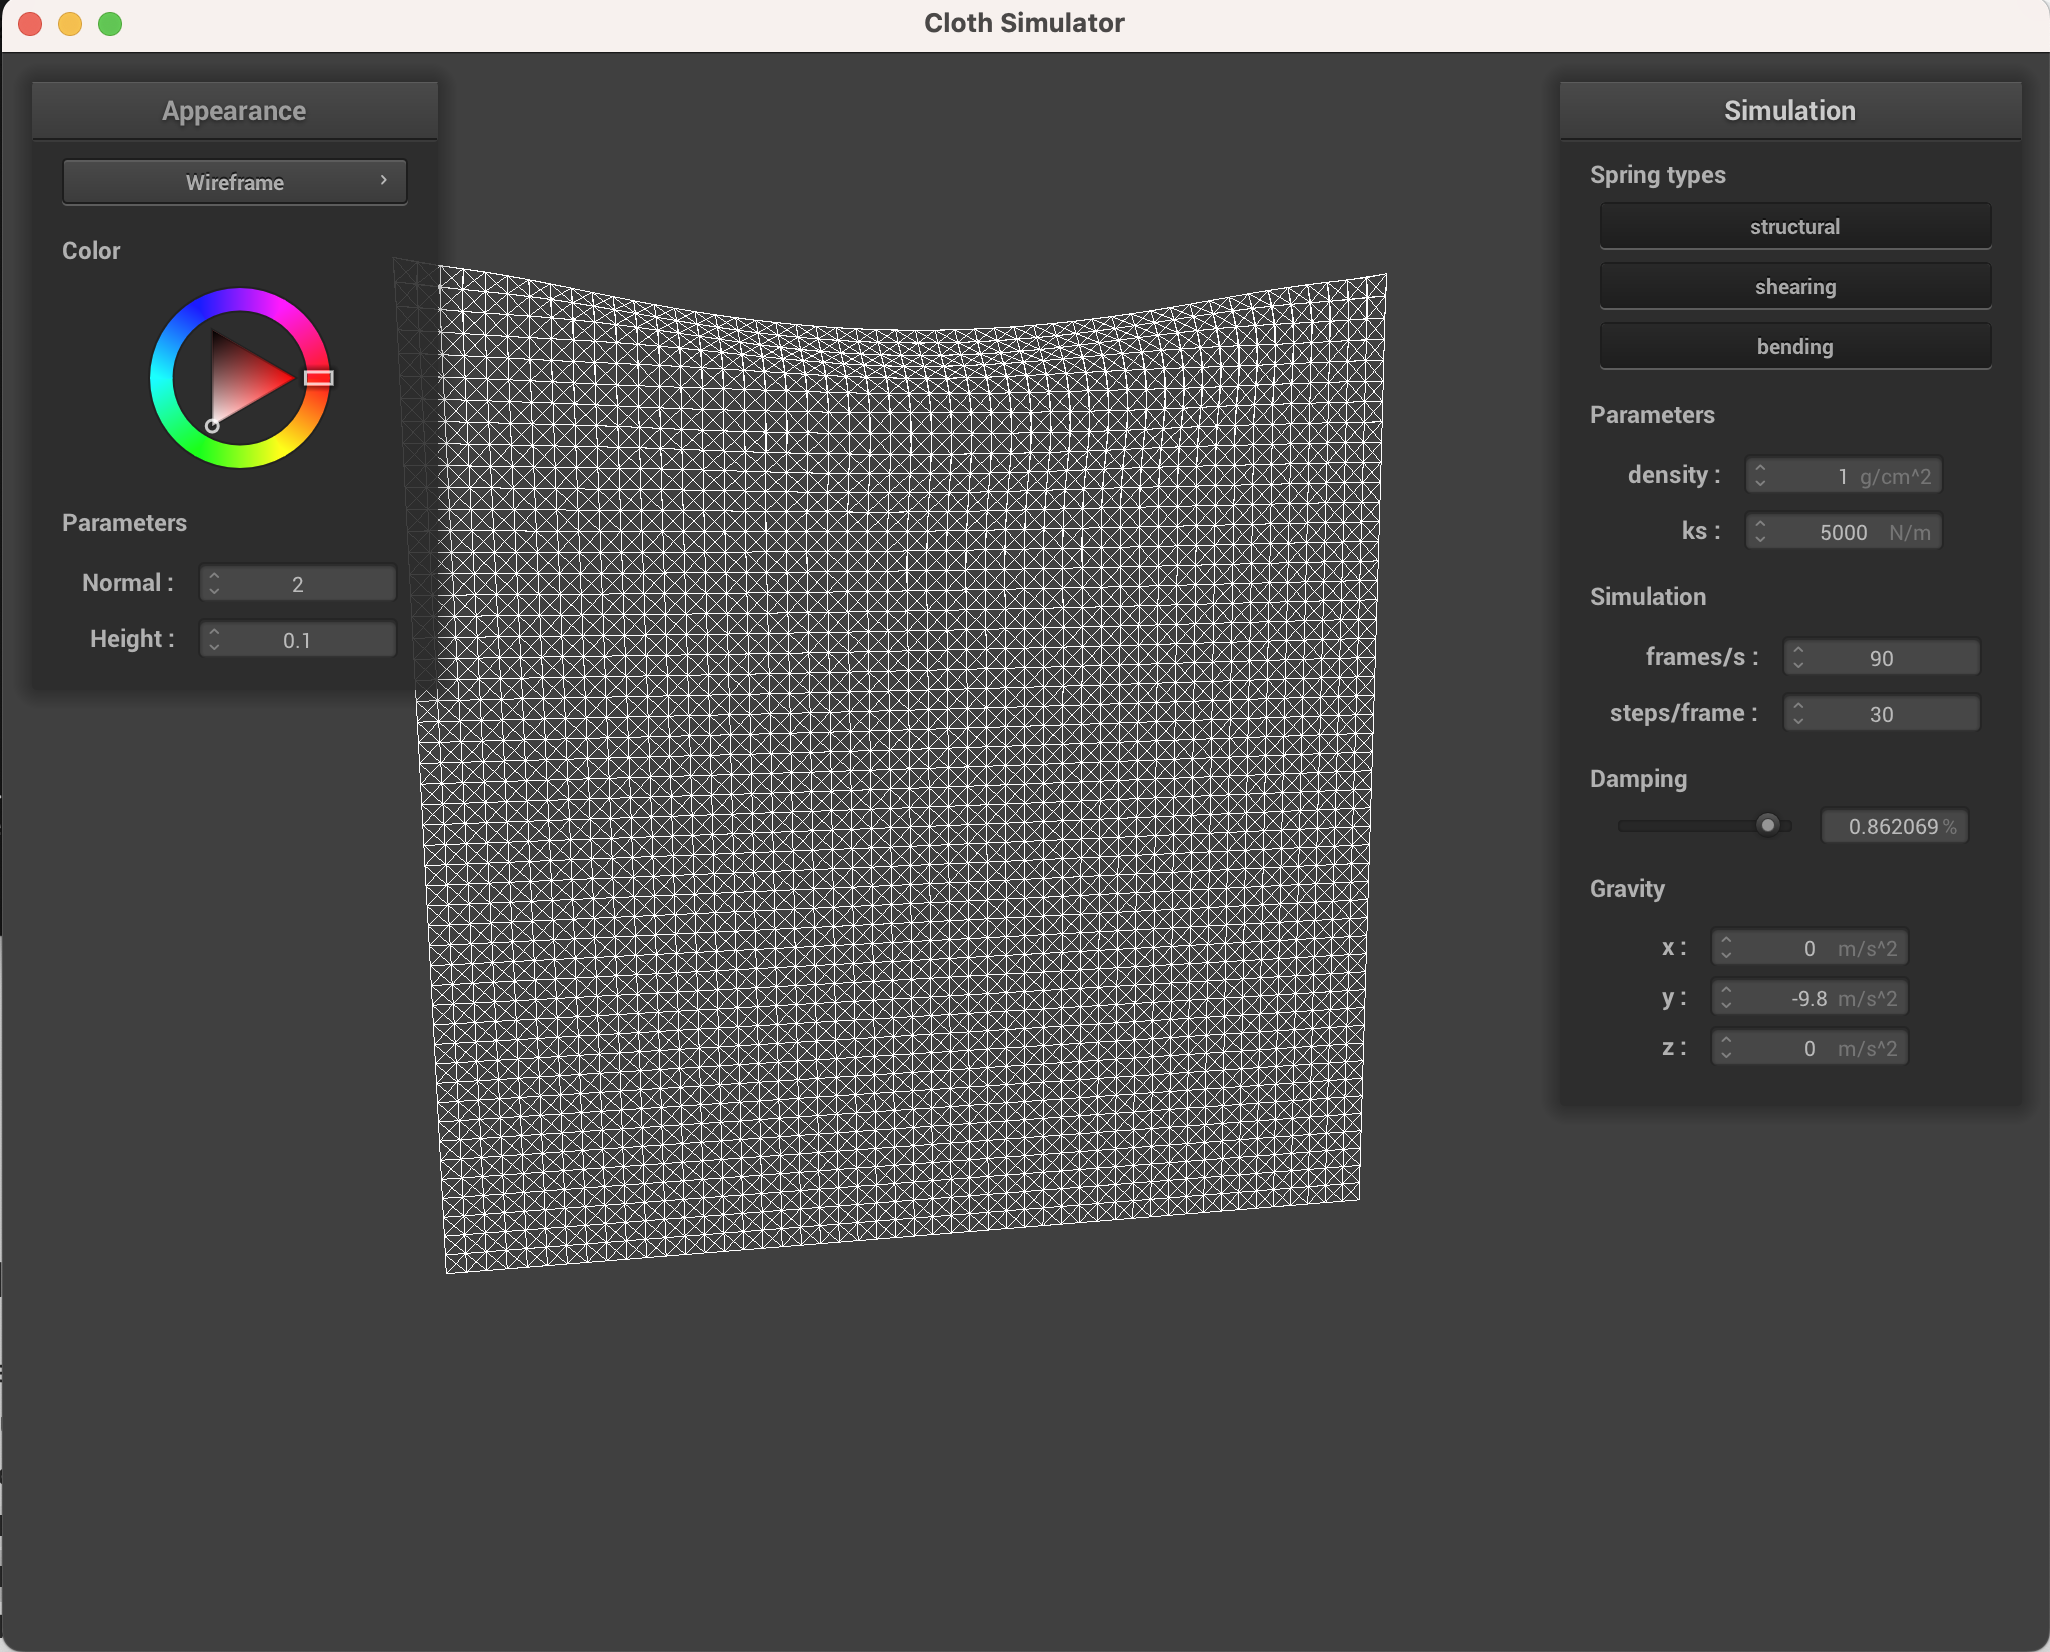 Cloth Simulator
Appearance
Wireframe
Color
Parameters
Normal : 2
Height : 0.1
Simulation
Spring types
structural
shearing
bending
Parameters
density : 1 g/cm^2
ks : 5000 N/m
Simulation
frames/s : 90
steps/frame : 30
Damping
0.862069 %
Gravity
x : 0 m/s^2
y : -9.8 m/s^2
z : 0 m/s^2